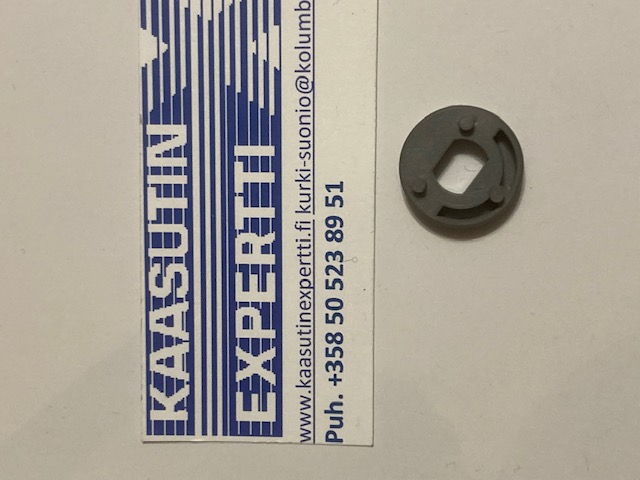 KAASUTIN
EXPERTTI
www.kaasutinexpertti.fi kurki-suonio@kolumb
Puh. +358 50 523 89 51